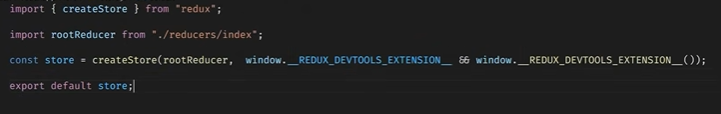 import { createStore } from "redux";
import rootReducer from "./reducers/index";
const store = createStore(rootReducer,  window.__REDUX_DEVTOOLS_EXTENSION__ && window.__REDUX_DEVTOOLS_EXTENSION__());
export default store;